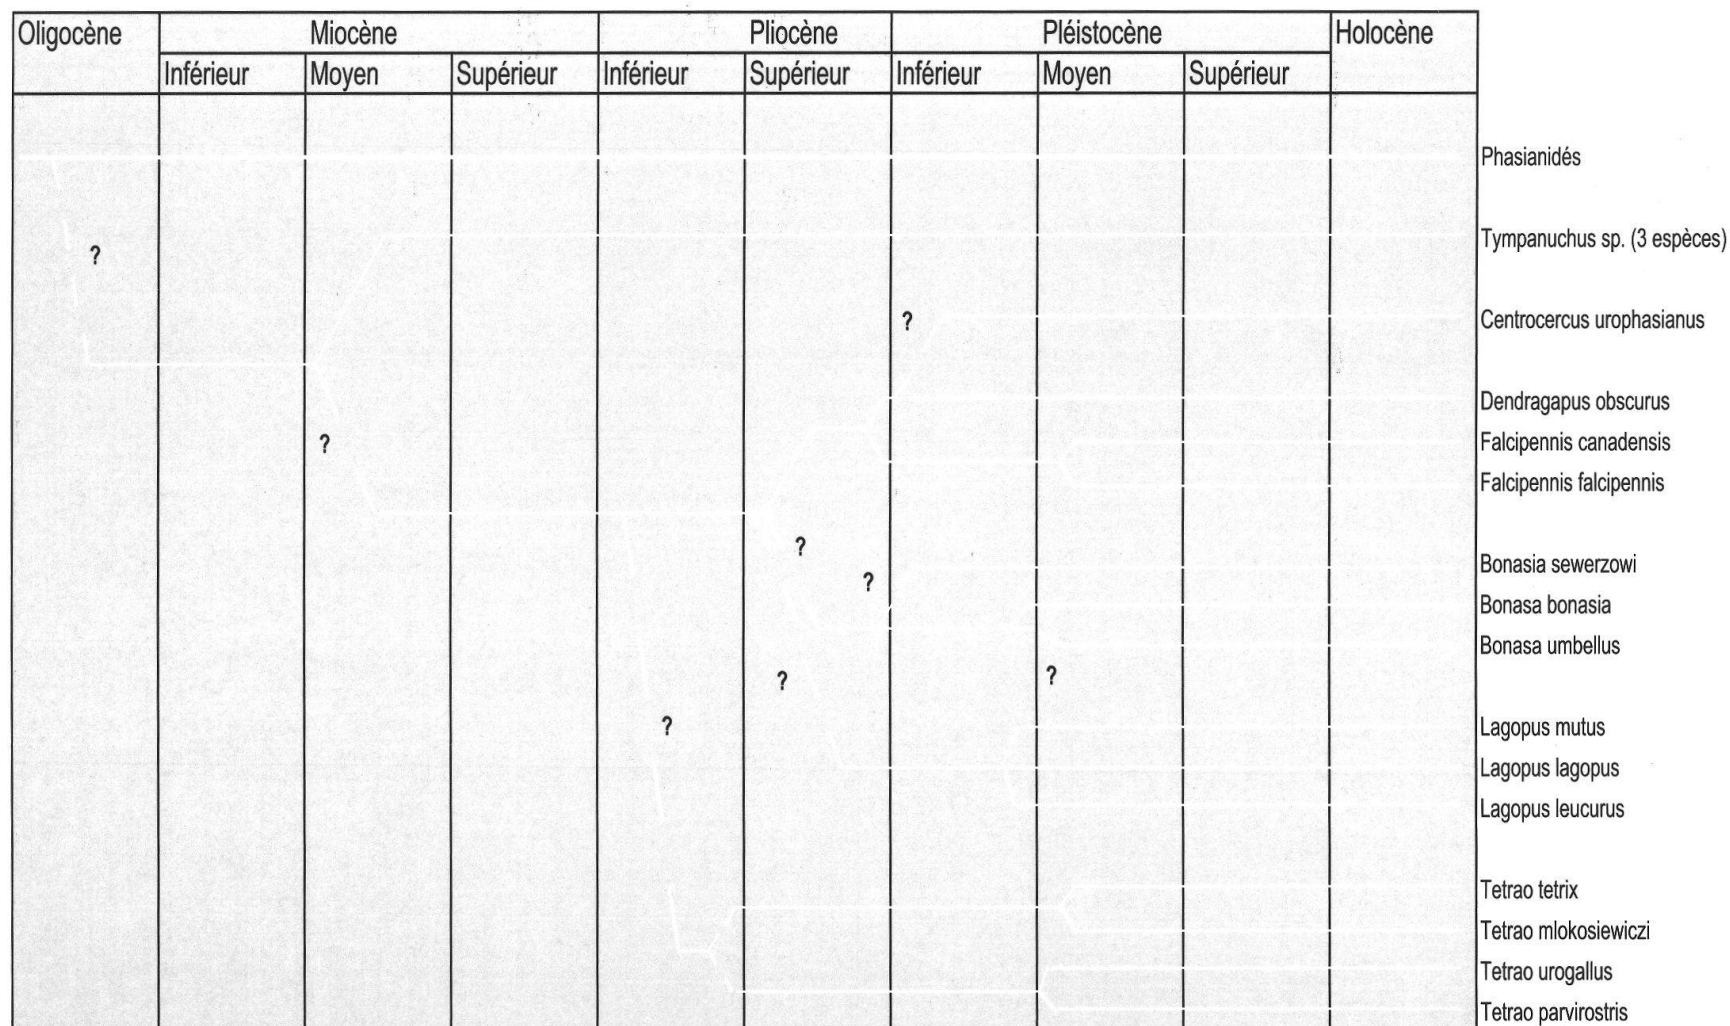 Oligocène Miocène Pliocène Pléistocène Holocène
Inférieur Moyen Supérieur Inférieur Supérieur Inférieur Moyen Supérieur
Phasianidés
Tympanuchus sp. (3 espèces)
?
Centrocercus urophasianus
?
Dendragapus obscurus
Falcipennis canadensis
?
Falcipennis falcipennis
?
Bonasia sewerzowi
?
Bonasa bonasia
Bonasa umbellus
? ?
Lagopus mutus
?
Lagopus lagopus
Lagopus leucurus
Tetrao tetrix
Tetrao mlokosiewiczi
Tetrao urogallus
Tetrao parvirostris